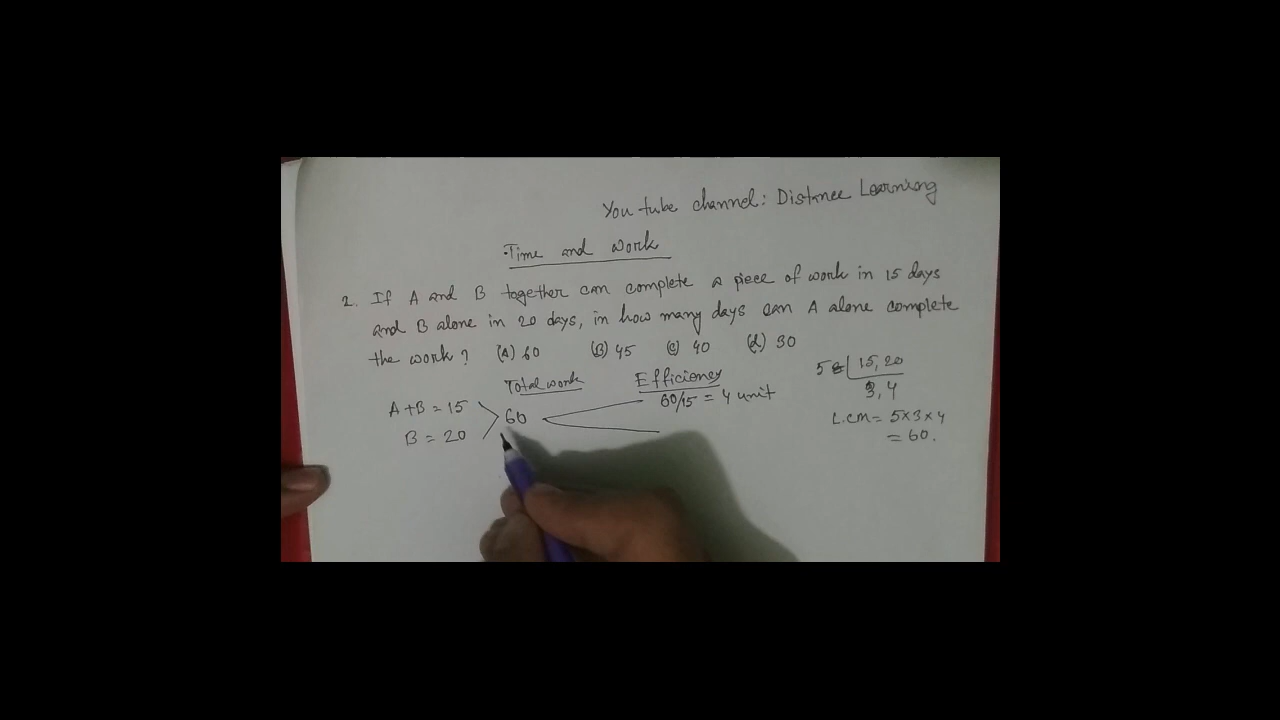 You tube channel: Distance Learning
Time and work
2. If A and B together can complete a piece of work in 15 days
and B alone in 20 days, in how many days can A alone complete
the work? (A) 60 (B) 45 (C) 40 (d) 30
Total work Efficiency
A+B = 15 60 60/15 = 4 unit
B = 20
5 15, 20
3, 4
L.CM = 5×3×4
= 60.